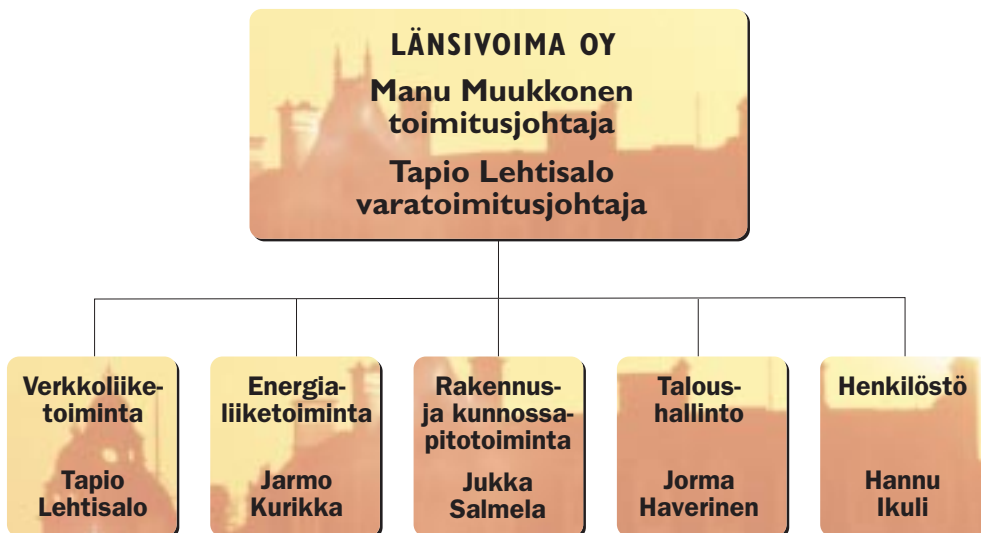 LÄNSIVOIMA OY
Manu Muukkonen
toimitusjohtaja
Tapio Lehtisalo
varatoimitusjohtaja
Verkkoliike-
toiminta
Tapio
Lehtisalo
Energia-
liiketoiminta
Jarmo
Kurikka
Rakennus-
ja kunnossa-
pitotoiminta
Jukka
Salmela
Talous-
hallinto
Jorma
Haverinen
Henkilöstö
Hannu
Ikuli